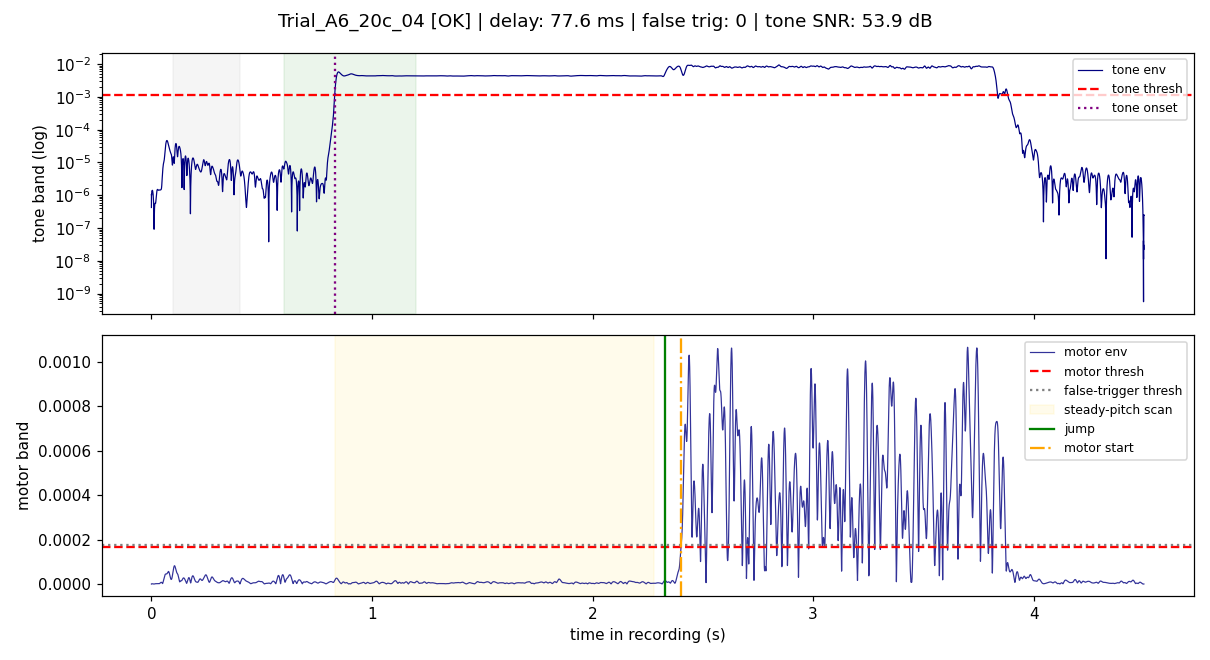 Trial_A6_20c_04 [OK] | delay: 77.6 ms | false trig: 0 | tone SNR: 53.9 dB
tone band (log)
10⁻²
10⁻³
10⁻⁴
10⁻⁵
10⁻⁶
10⁻⁷
10⁻⁸
10⁻⁹
tone env
tone thresh
tone onset
motor band
0.0010
0.0008
0.0006
0.0004
0.0002
0.0000
motor env
motor thresh
false-trigger thresh
steady-pitch scan
jump
motor start
0 1 2 3 4
time in recording (s)